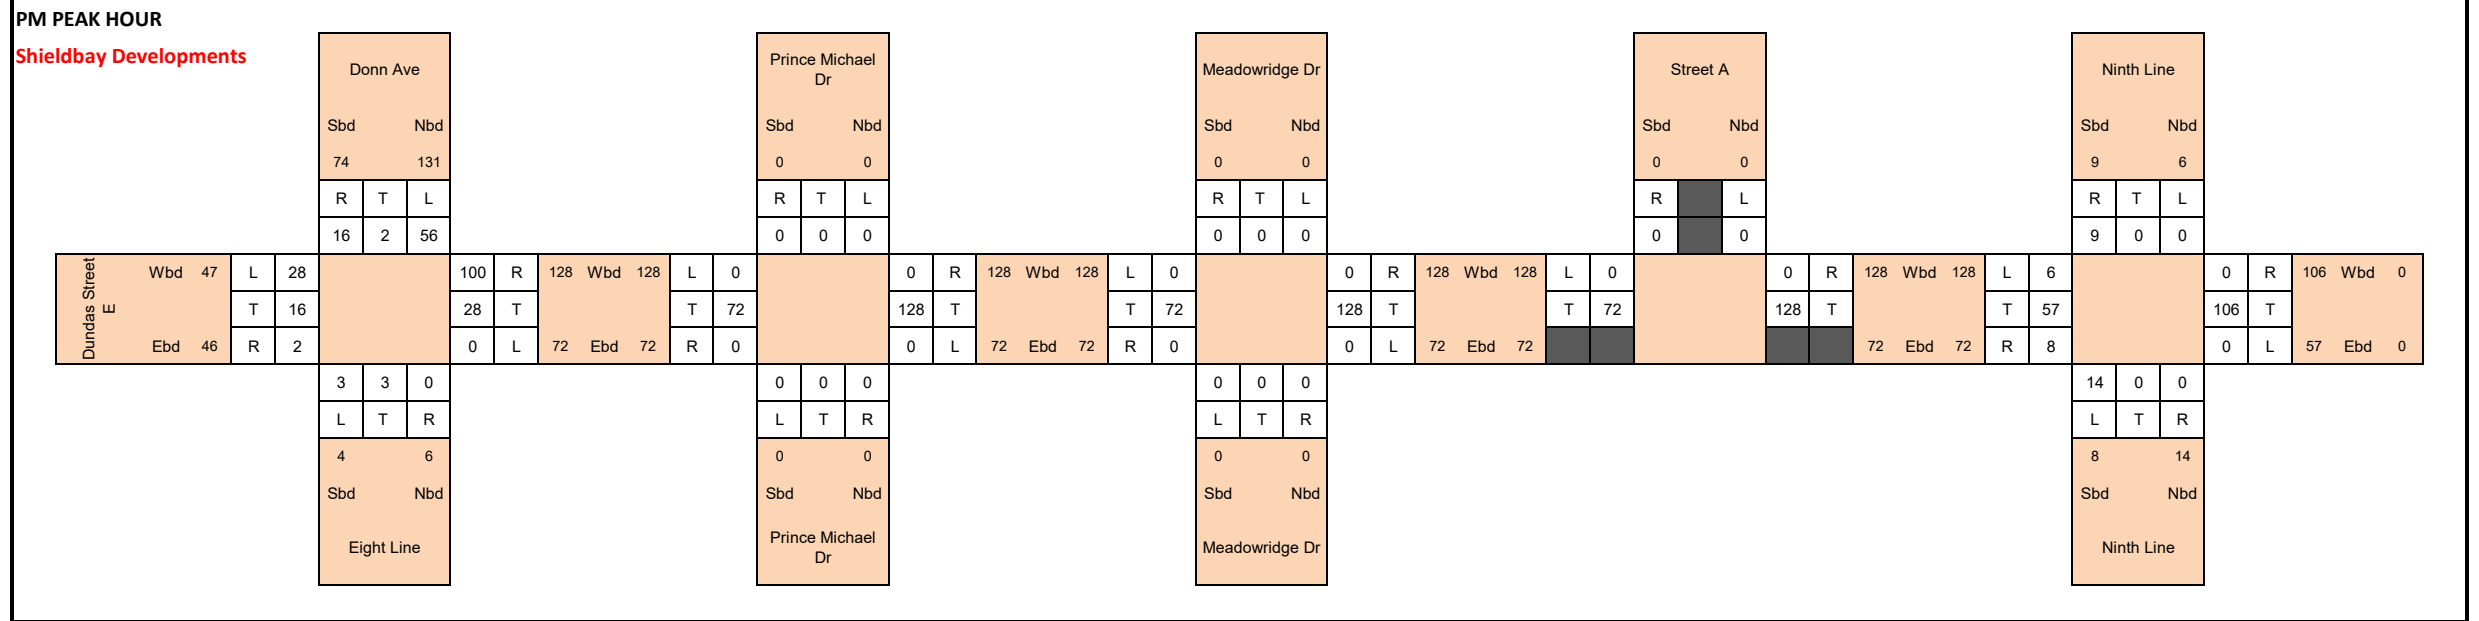 PM PEAK HOUR
Shieldbay Developments
Donn Ave
Prince Michael
Dr
Meadowridge Dr
Street A
Ninth Line
Sbd Nbd Sbd Nbd Sbd Nbd Sbd Nbd Sbd Nbd
74 131 0 0 0 0 0 0 9 6
R T L R T L R T L R L R T L
16 2 56 0 0 0 0 0 0 0 0 9 0 0
Dundas Street
E
Wbd 47 L 28 100 R 128 Wbd 128 L 0 0 R 128 Wbd 128 L 0 0 R 128 Wbd 128 L 0 0 R 128 Wbd 128 L 6 0 R 106 Wbd 0
T 16 28 T T 72 128 T T 72 128 T T 72 128 T T 57 106 T
Ebd 46 R 2 0 L 72 Ebd 72 R 0 0 L 72 Ebd 72 R 0 0 L 72 Ebd 72 72 Ebd 72 R 8 0 L 57 Ebd 0
3 3 0 0 0 0 0 0 0 14 0 0
L T R L T R L T R L T R
4 6 0 0 0 0 8 14
Sbd Nbd Sbd Nbd Sbd Nbd Sbd Nbd
Eight Line
Prince Michael
Dr
Meadowridge Dr
Ninth Line